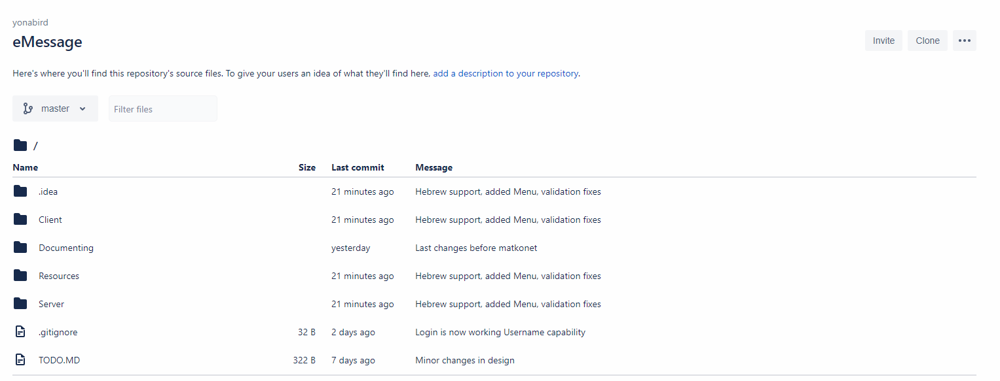 yonabird
eMessage
Invite Clone
Here's where you'll find this repository's source files. To give your users an idea of what they'll find here, add a description to your repository.
master Filter files
/
Name Size Last commit Message
.idea 21 minutes ago Hebrew support, added Menu, validation fixes
Client 21 minutes ago Hebrew support, added Menu, validation fixes
Documenting yesterday Last changes before matkonet
Resources 21 minutes ago Hebrew support, added Menu, validation fixes
Server 21 minutes ago Hebrew support, added Menu, validation fixes
.gitignore 32 B 2 days ago Login is now working Username capability
TODO.MD 322 B 7 days ago Minor changes in design